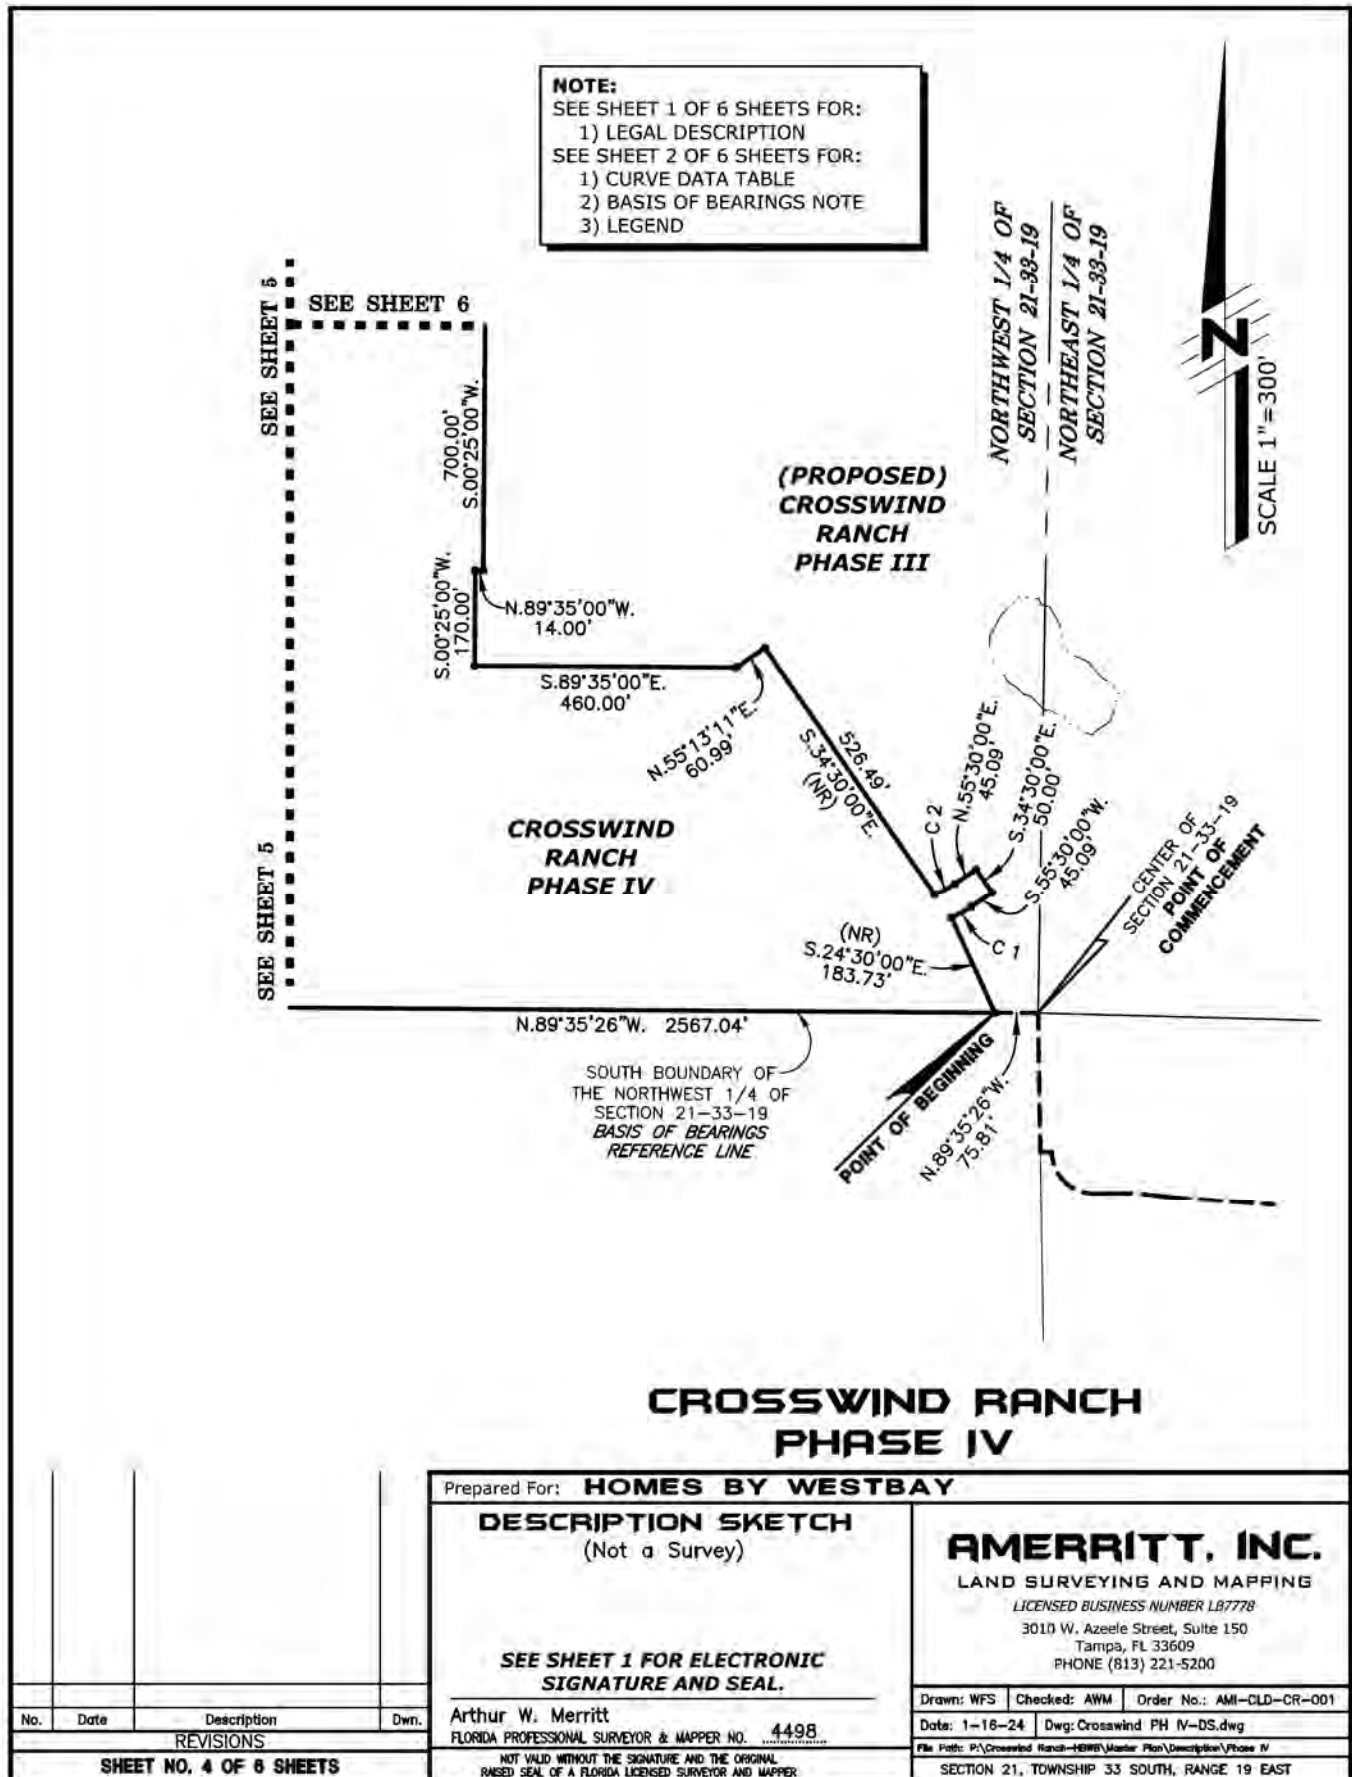 NOTE:
SEE SHEET 1 OF 6 SHEETS FOR:
1) LEGAL DESCRIPTION
SEE SHEET 2 OF 6 SHEETS FOR:
1) CURVE DATA TABLE
2) BASIS OF BEARINGS NOTE
3) LEGEND
NORTHWEST 1/4 OF
SECTION 21-33-19
NORTHEAST 1/4 OF
SECTION 21-33-19
N
SCALE 1"=300'
SEE SHEET 5
SEE SHEET 6
700.00'
S.00°25'00"W.
(PROPOSED)
CROSSWIND
RANCH
PHASE III
S.00°25'00"W.
170.00'
N.89°35'00"W.
14.00'
S.89°35'00"E.
460.00'
N.55°13'11"E.
60.99'
526.49'
S.34°30'00"E.
(NR)
C 2
N.55°30'00"E.
45.09'
S.34°30'00"E.
50.00'
S.55°30'00"W.
45.09'
CENTER OF
SECTION 21-33-19
POINT OF
COMMENCEMENT
CROSSWIND
RANCH
PHASE IV
SEE SHEET 5
(NR)
S.24°30'00"E.
183.73'
C 1
N.89°35'26"W. 2567.04'
SOUTH BOUNDARY OF
THE NORTHWEST 1/4 OF
SECTION 21-33-19
BASIS OF BEARINGS
REFERENCE LINE
POINT OF BEGINNING
N.89°35'26"W.
75.81'
CROSSWIND RANCH
PHASE IV
Prepared For: HOMES BY WESTBAY
DESCRIPTION SKETCH
(Not a Survey)
SEE SHEET 1 FOR ELECTRONIC
SIGNATURE AND SEAL.
Arthur W. Merritt
FLORIDA PROFESSIONAL SURVEYOR & MAPPER NO. 4498
NOT VALID WITHOUT THE SIGNATURE AND THE ORIGINAL
RAISED SEAL OF A FLORIDA LICENSED SURVEYOR AND MAPPER
AMERRITT, INC.
LAND SURVEYING AND MAPPING
LICENSED BUSINESS NUMBER LB7778
3010 W. Azeele Street, Suite 150
Tampa, FL 33609
PHONE (813) 221-5200
Drawn: WFS Checked: AWM Order No.: AMI-CLD-CR-001
Date: 1-16-24 Dwg: Crosswind PH IV-DS.dwg
File Path: P:\Crosswind Ranch-HBWB\Master Plan\Description\Phase IV
SECTION 21, TOWNSHIP 33 SOUTH, RANGE 19 EAST
No. Date Description Dwn.
REVISIONS
SHEET NO. 4 OF 6 SHEETS